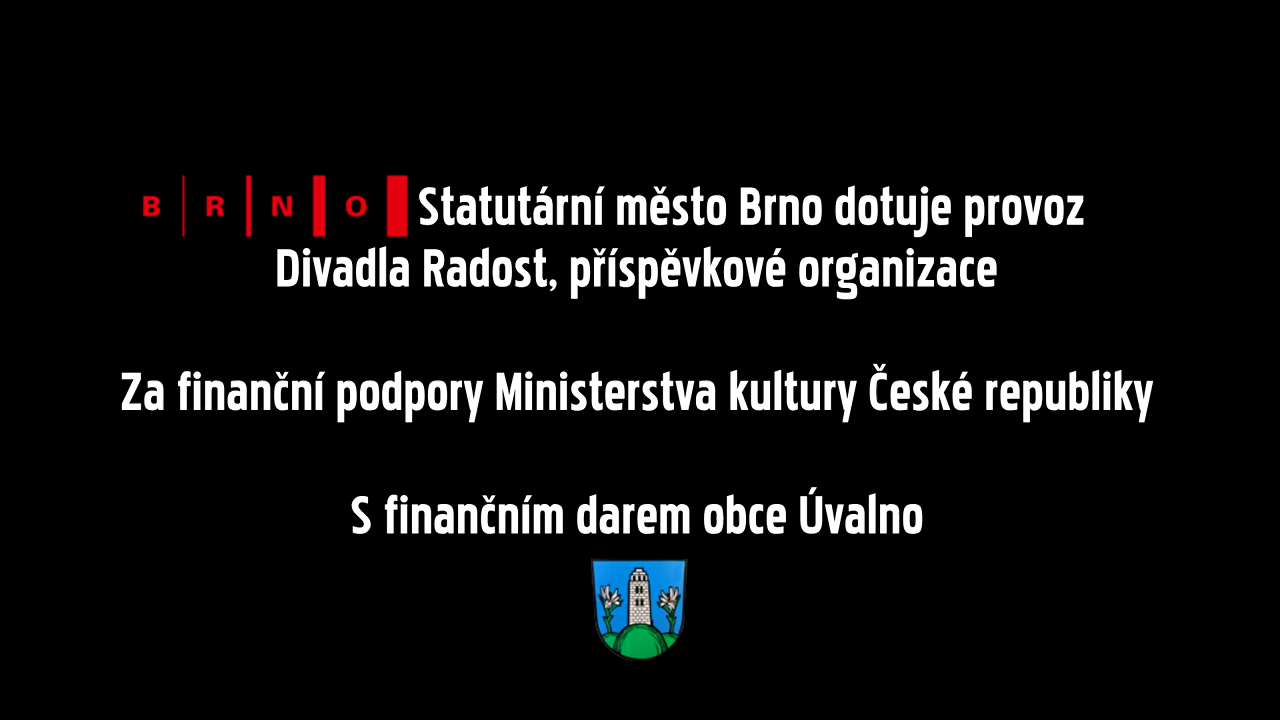 B R N O Statutární město Brno dotuje provoz
Divadla Radost, příspěvkové organizace
Za finanční podpory Ministerstva kultury České republiky
S finančním darem obce Úvalno